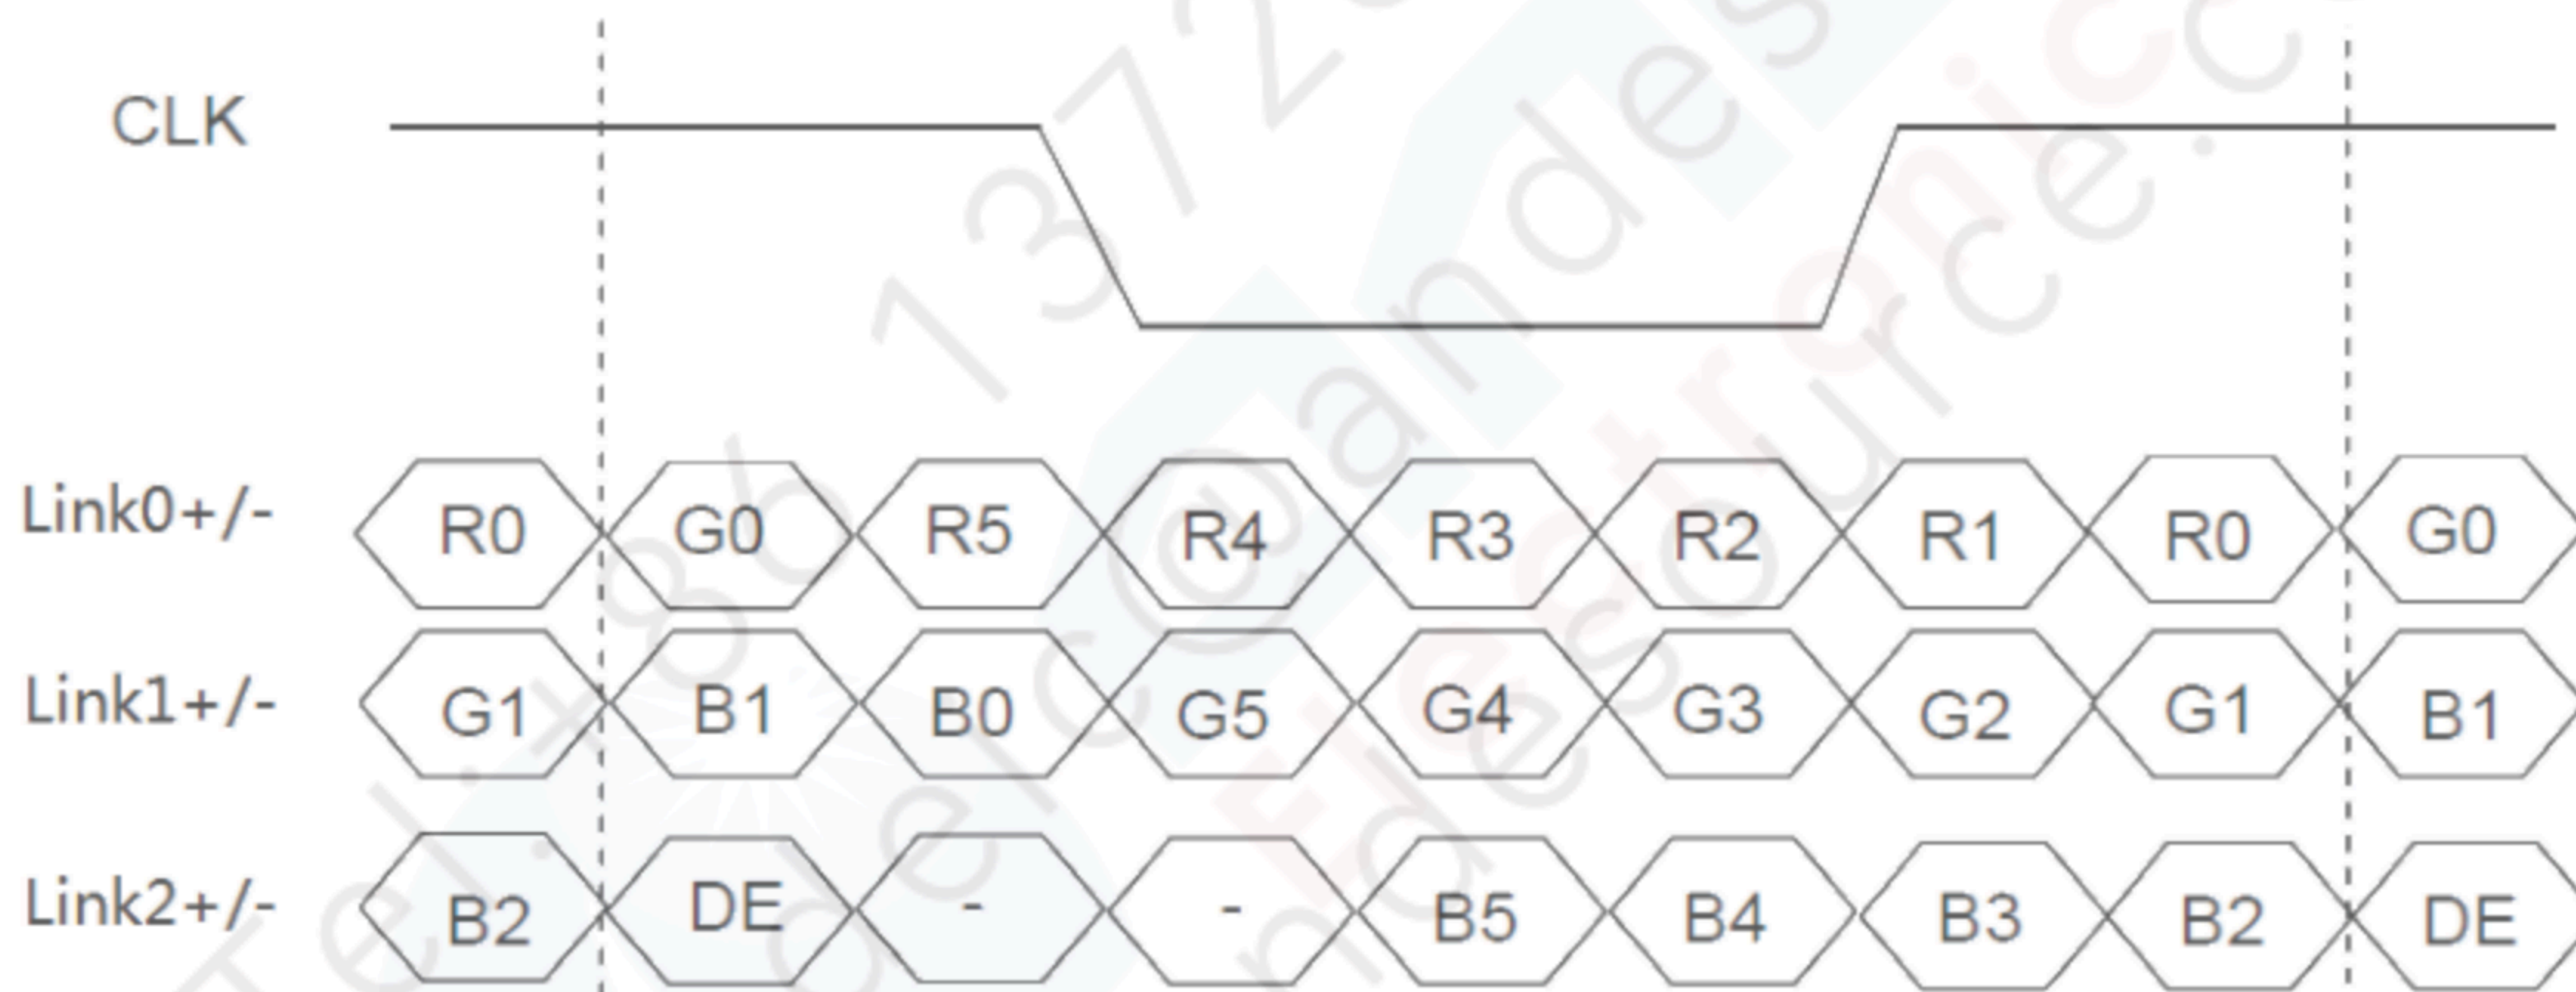 CLK
Link0+/- R0 G0 R5 R4 R3 R2 R1 R0 G0
Link1+/- G1 B1 B0 G5 G4 G3 G2 G1 B1
Link2+/- B2 DE - - B5 B4 B3 B2 DE